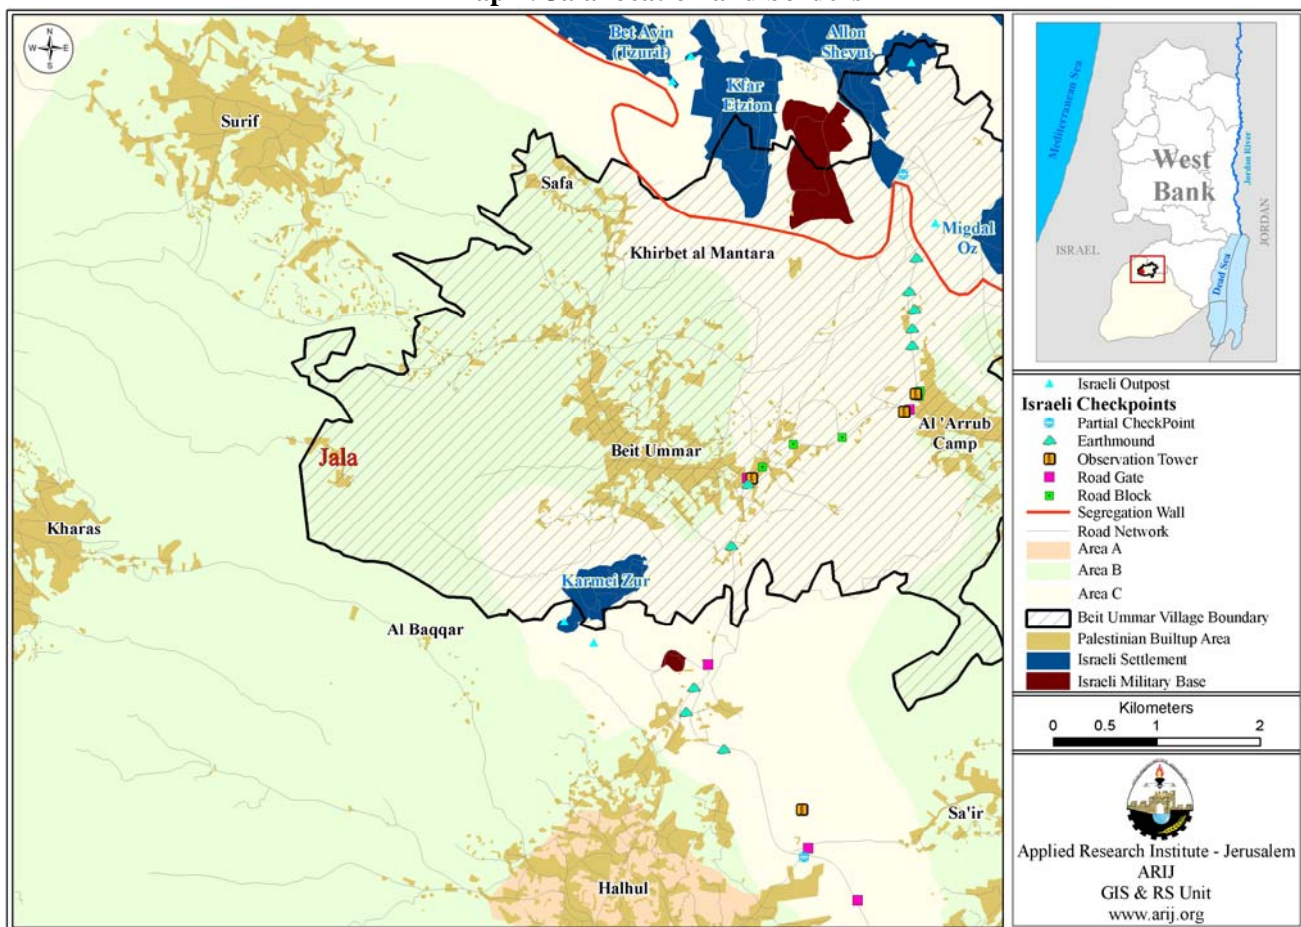 N
W E
S
Bet Ayin
(Tzurif)
Allon
Shevut
Kfar
Etzion
Surif
Safa
Migdal
Oz
Khirbet al Mantara
Al 'Arrub
Camp
Beit Ummar
Jala
Kharas
Karmei Zur
Al Baqqar
Sa'ir
Halhul
Mediterranean Sea
West
Bank
Jordan River
JORDAN
ISRAEL
Dead Sea
Israeli Outpost
Israeli Checkpoints
Partial CheckPoint
Earthmound
Observation Tower
Road Gate
Road Block
Segregation Wall
Road Network
Area A
Area B
Area C
Beit Ummar Village Boundary
Palestinian Builtup Area
Israeli Settlement
Israeli Military Base
Kilometers
0 0.5 1 2
Applied Research Institute - Jerusalem
ARIJ
GIS & RS Unit
www.arij.org